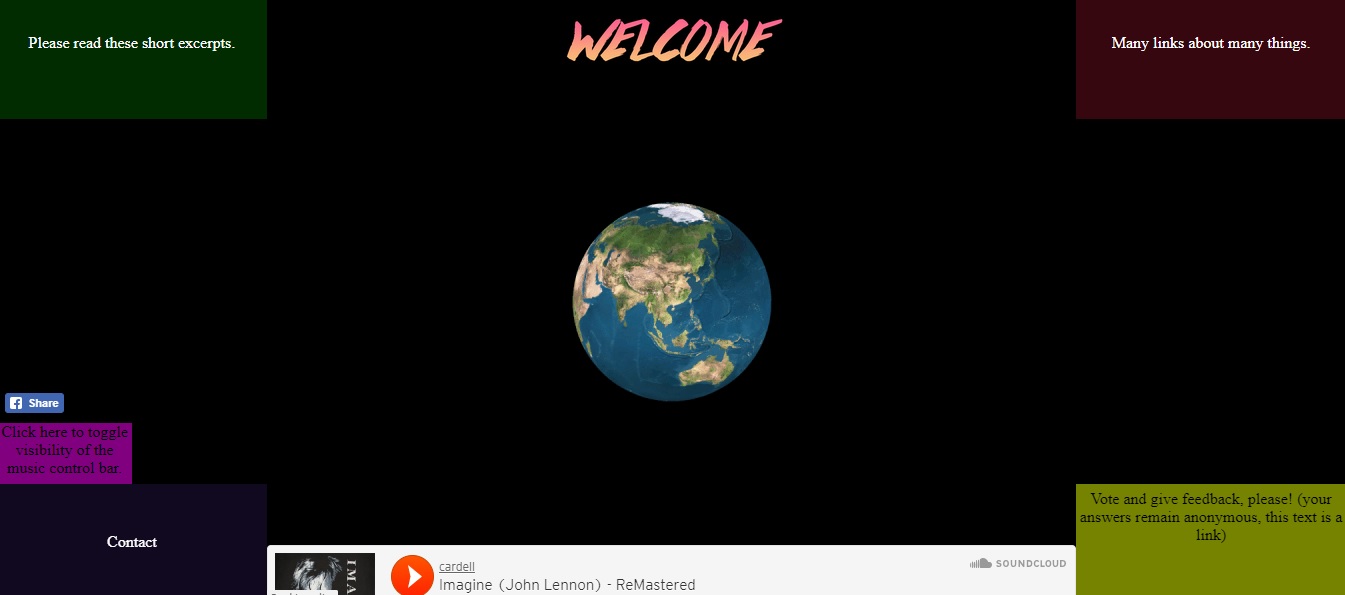 Please read these short excerpts.
WELCOME
Many links about many things.
Share
Click here to toggle
visibility of the
music control bar.
Contact
Vote and give feedback, please! (your
answers remain anonymous, this text is a
link)
IMA
cardell
Imagine (John Lennon) - ReMastered
SOUNDCLOUD